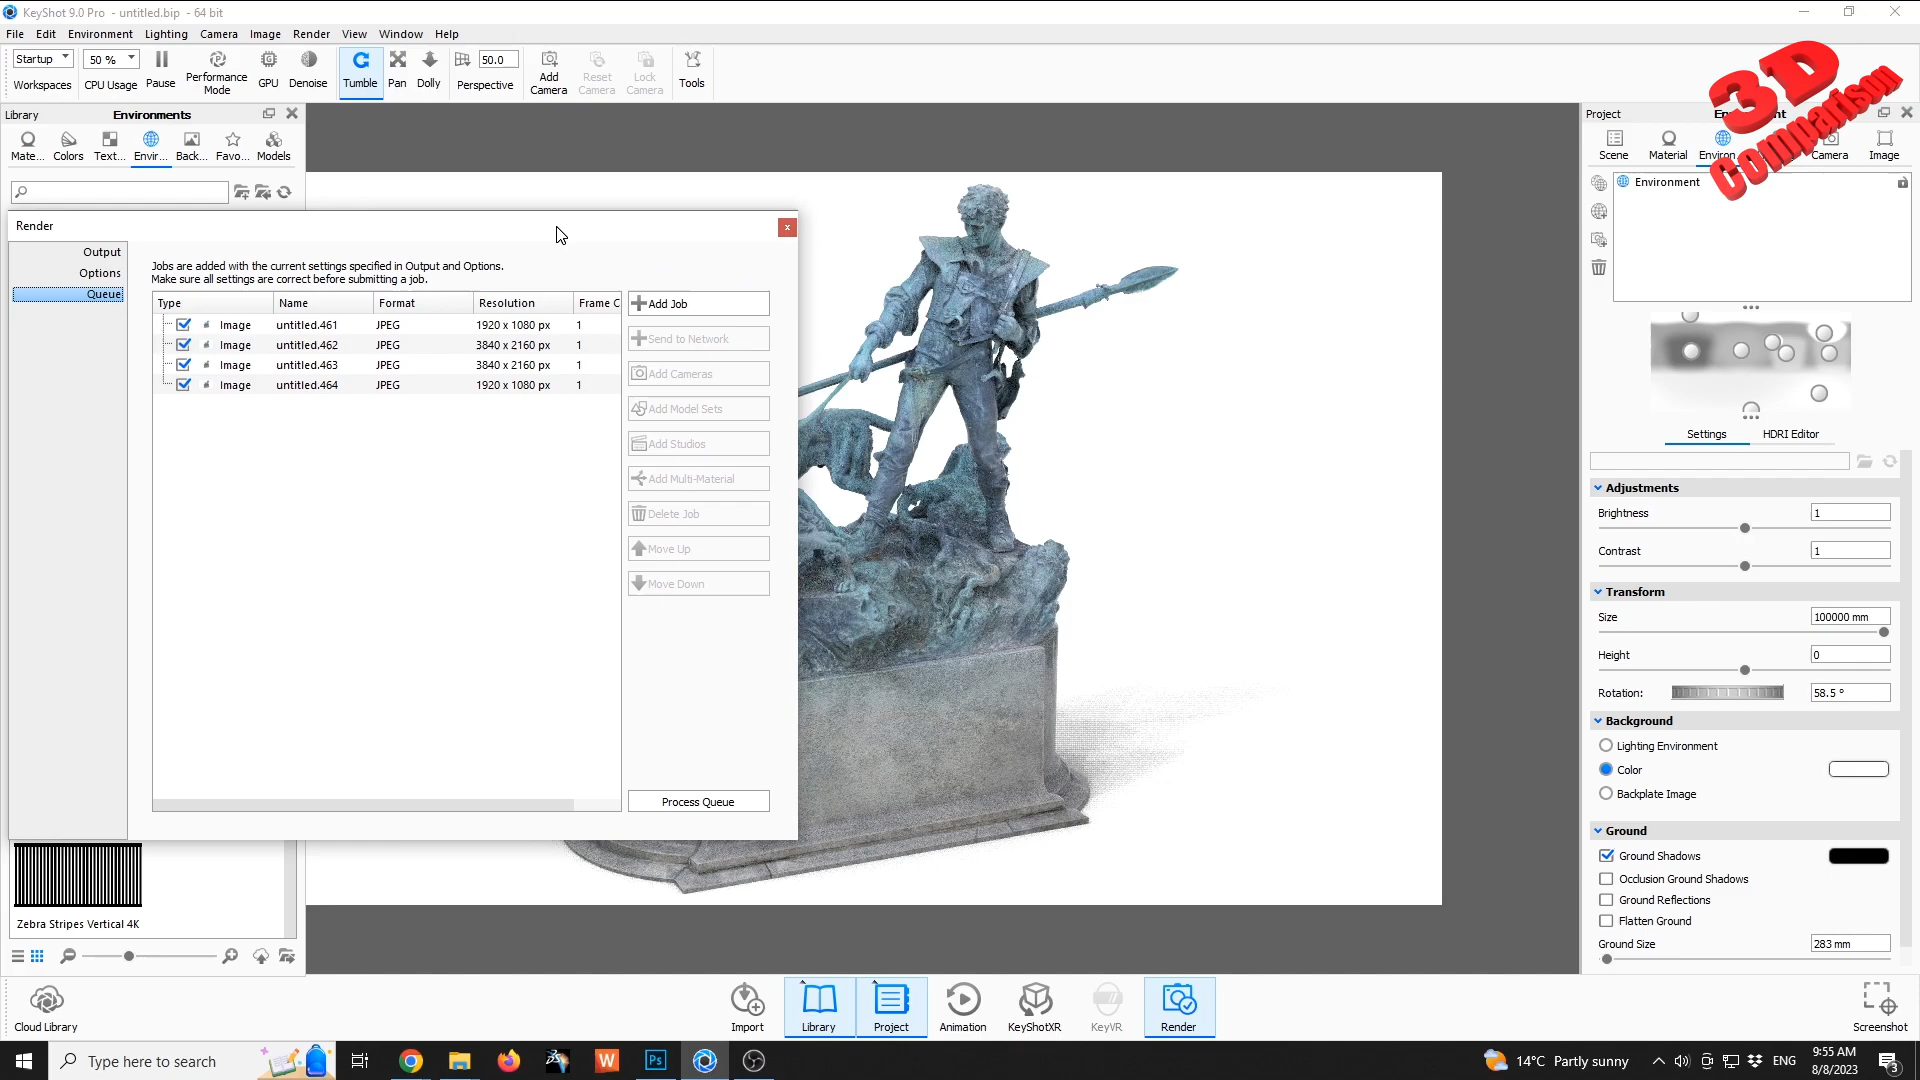 KeyShot 9.0 Pro - untitled.bip - 64 bit
File Edit Environment Lighting Camera Image Render View Window Help
Startup
50 %
50.0
Workspaces
CPU Usage
Pause
Performance
Mode
GPU
Denoise
Tumble
Pan
Dolly
Perspective
Add
Camera
Reset
Camera
Lock
Camera
Tools
3D
Comparison
Library
Environments
Mate... Colors Text... Envir... Back... Favo... Models
Render
Output
Options
Queue
Jobs are added with the current settings specified in Output and Options.
Make sure all settings are correct before submitting a job.
Type Name Format Resolution Frame C
Image untitled.461 JPEG 1920 x 1080 px 1
Image untitled.462 JPEG 3840 x 2160 px 1
Image untitled.463 JPEG 3840 x 2160 px 1
Image untitled.464 JPEG 1920 x 1080 px 1
Add Job
Send to Network
Add Cameras
Add Model Sets
Add Studios
Add Multi-Material
Delete Job
Move Up
Move Down
Process Queue
Zebra Stripes Vertical 4K
Project
Scene Material Environ Camera Image
Environment
Settings HDRI Editor
Adjustments
Brightness 1
Contrast 1
Transform
Size 100000 mm
Height 0
Rotation: 58.5 °
Background
Lighting Environment
Color
Backplate Image
Ground
Ground Shadows
Occlusion Ground Shadows
Ground Reflections
Flatten Ground
Ground Size 283 mm
Cloud Library
Import
Library
Project
Animation
KeyShotXR
KeyVR
Render
Screenshot
Type here to search
14°C Partly sunny
ENG
9:55 AM
8/8/2023
3